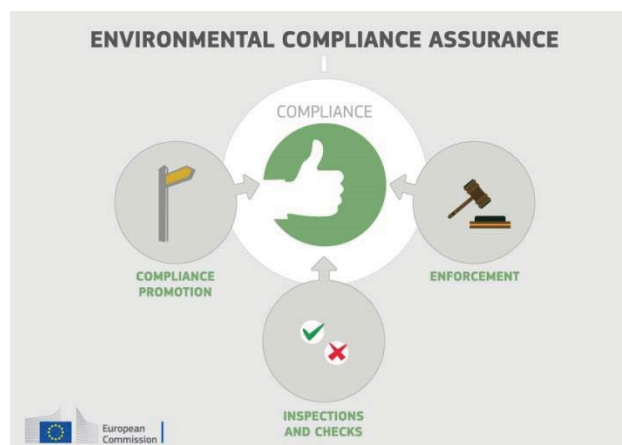 ENVIRONMENTAL COMPLIANCE ASSURANCE
COMPLIANCE
COMPLIANCE
PROMOTION
ENFORCEMENT
INSPECTIONS
AND CHECKS
European
Commission